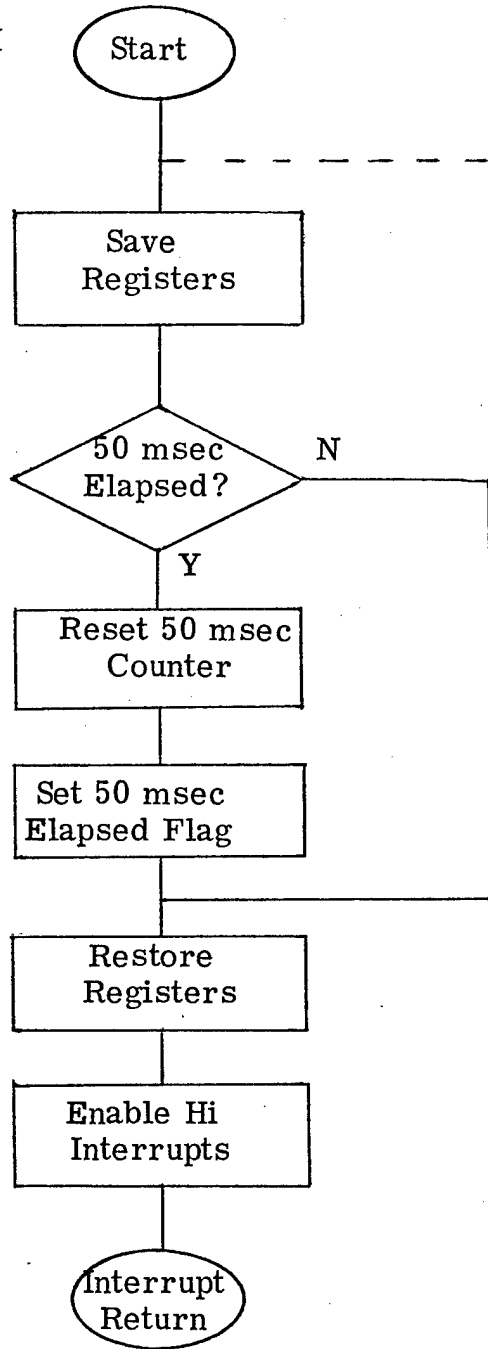 Start
Save
Registers
50 msec
Elapsed?
N
Y
Reset 50 msec
Counter
Set 50 msec
Elapsed Flag
Restore
Registers
Enable Hi
Interrupts
Interrupt
Return